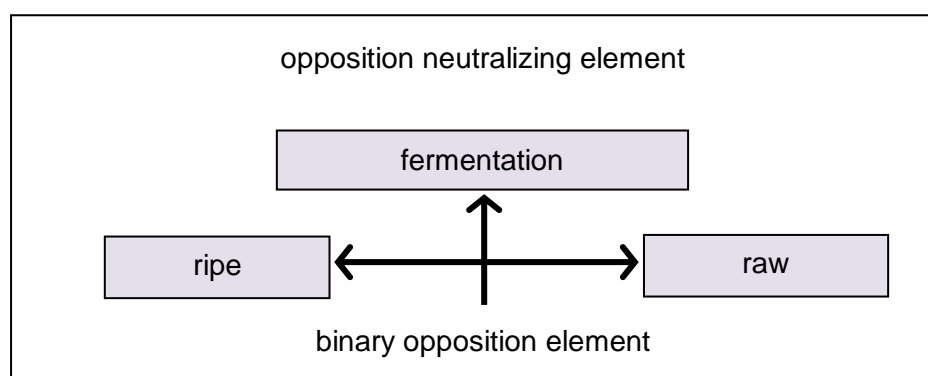 opposition neutralizing element
fermentation
ripe
raw
binary opposition element